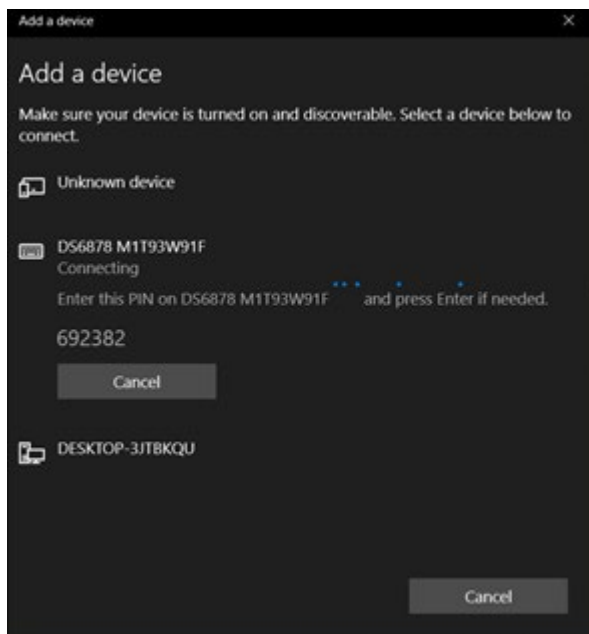 Add a device
Add a device
Make sure your device is turned on and discoverable. Select a device below to
connect.
Unknown device
DS6878 M1T93W91F
Connecting
Enter this PIN on DS6878 M1T93W91F and press Enter if needed.
692382
Cancel
DESKTOP-3JTBKQU
Cancel